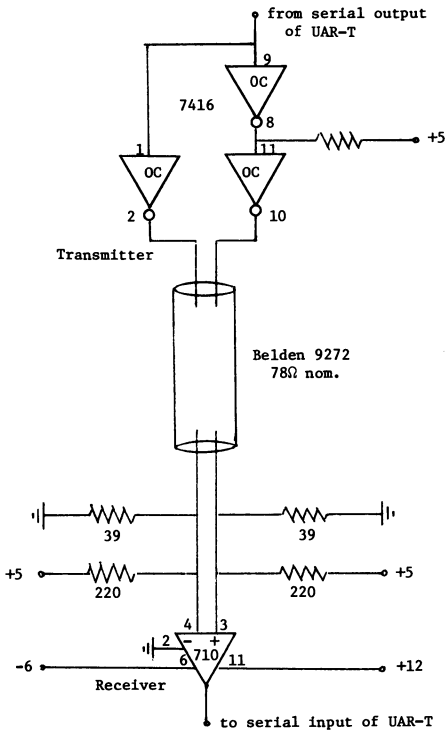 from serial output
of UAR-T
9
OC
7416
8
1
11
+5
OC
OC
2
10
Transmitter
Belden 9272
78Ω nom.
39
39
+5
+5
220
220
4
3
2
-
+
710
6
11
-6
+12
Receiver
to serial input of UAR-T